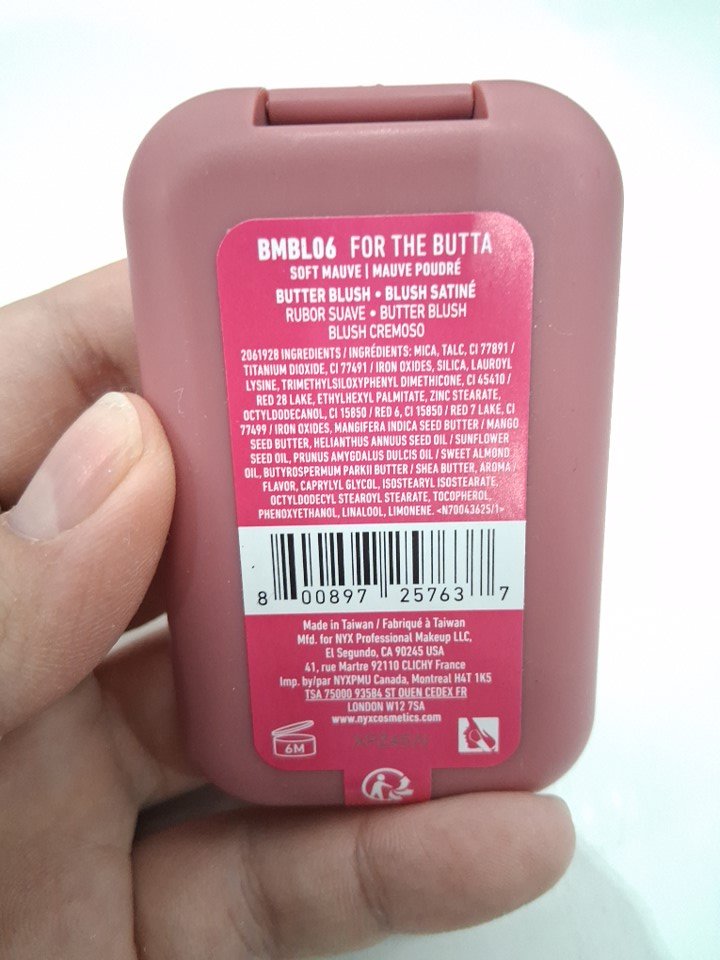 BMBL06 FOR THE BUTTA
SOFT MAUVE | MAUVE POUDRÉ
BUTTER BLUSH • BLUSH SATINÉ
RUBOR SUAVE • BUTTER BLUSH
BLUSH CREMOSO
2061928 INGREDIENTS / INGRÉDIENTS: MICA, TALC, CI 77891 /
TITANIUM DIOXIDE, CI 77491 / IRON OXIDES, SILICA, LAUROYL
LYSINE, TRIMETHYLSILOXYPHENYL DIMETHICONE, CI 45410 /
RED 28 LAKE, ETHYLHEXYL PALMITATE, ZINC STEARATE,
OCTYLDODECANOL, CI 15850 / RED 6, CI 15850 / RED 7 LAKE, CI
77499 / IRON OXIDES, MANGIFERA INDICA SEED BUTTER / MANGO
SEED BUTTER, HELIANTHUS ANNUUS SEED OIL / SUNFLOWER
SEED OIL, PRUNUS AMYGDALUS DULCIS OIL / SWEET ALMOND
OIL, BUTYROSPERMUM PARKII BUTTER / SHEA BUTTER, AROMA /
FLAVOR, CAPRYLYL GLYCOL, ISOSTEARYL ISOSTEARATE,
OCTYLDODECYL STEAROYL STEARATE, TOCOPHEROL,
PHENOXYETHANOL, LINALOOL, LIMONENE. <N70043625/1>
8 00897 25763 7
Made in Taiwan / Fabriqué à Taiwan
Mfd. for NYX Professional Makeup LLC,
El Segundo, CA 90245 USA
41, rue Martre 92110 CLICHY France
Imp. by/par NYXPMU Canada, Montreal H4T 1K5
TSA 75000 93584 ST OUEN CEDEX FR
LONDON W12 7SA
www.nyxcosmetics.com
6M